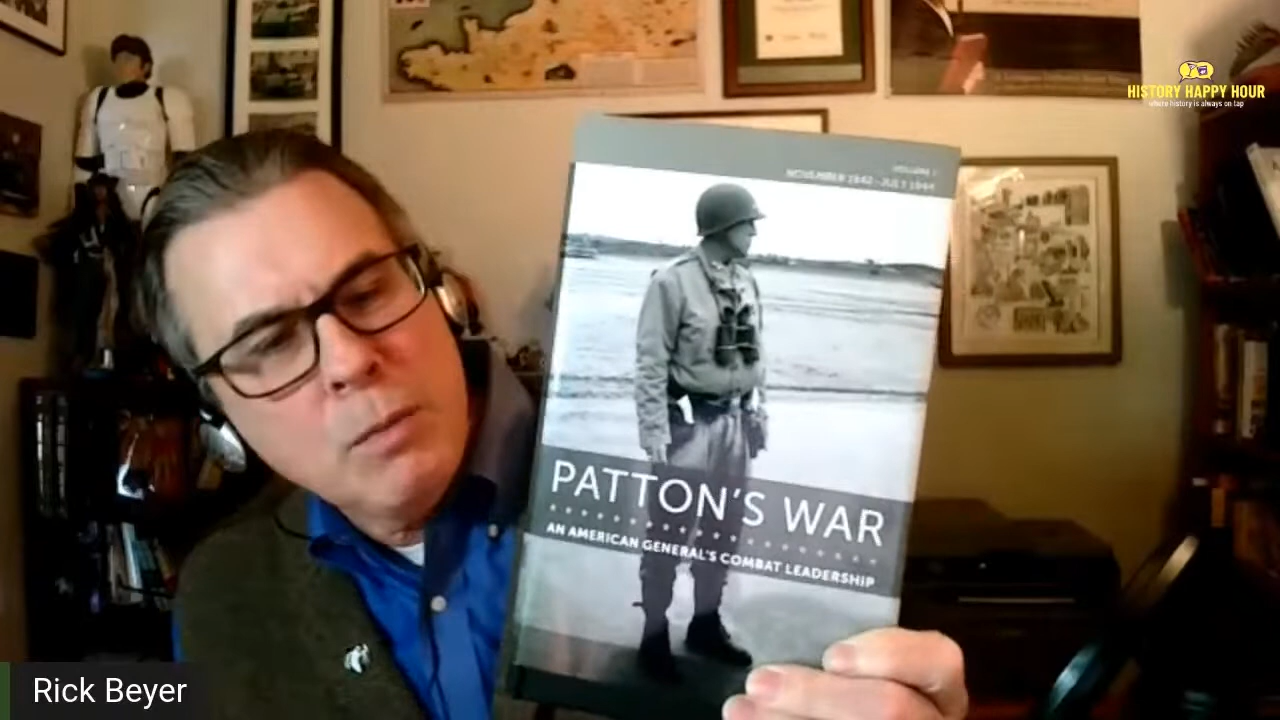 HISTORY HAPPY HOUR
where history is always on tap
VOLUME I
NOVEMBER 1942 - JULY 1944
PATTON'S WAR
AN AMERICAN GENERAL'S COMBAT LEADERSHIP
Rick Beyer